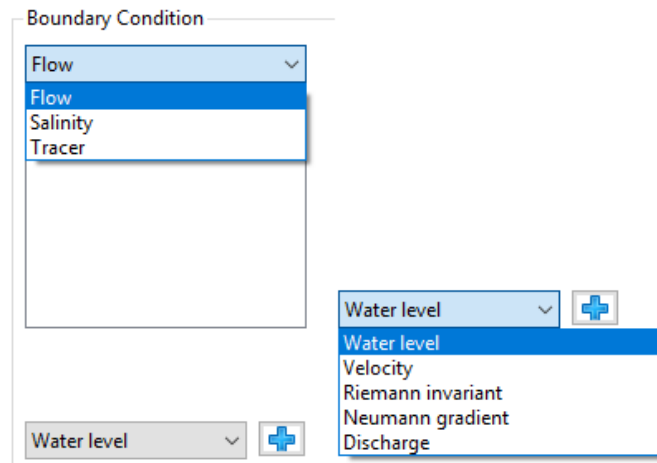 Boundary Condition
Flow
Flow
Salinity
Tracer
Water level
Water level
Water level
Velocity
Riemann invariant
Neumann gradient
Discharge